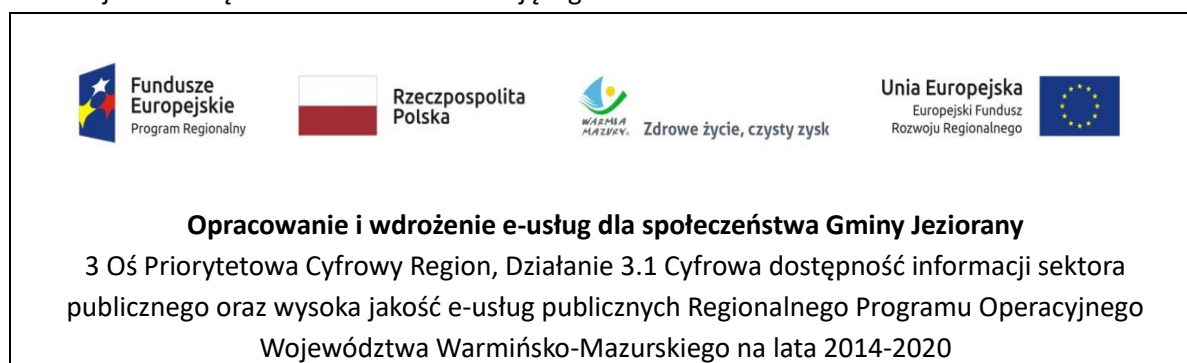 Fundusze
Europejskie
Program Regionalny
Rzeczpospolita
Polska
WARMIA
MAZURY
Zdrowe życie, czysty zysk
Unia Europejska
Europejski Fundusz
Rozwoju Regionalnego
Opracowanie i wdrożenie e-usług dla społeczeństwa Gminy Jeziorany
3 Oś Priorytetowa Cyfrowy Region, Działanie 3.1 Cyfrowa dostępność informacji sektora
publicznego oraz wysoka jakość e-usług publicznych Regionalnego Programu Operacyjnego
Województwa Warmińsko-Mazurskiego na lata 2014-2020